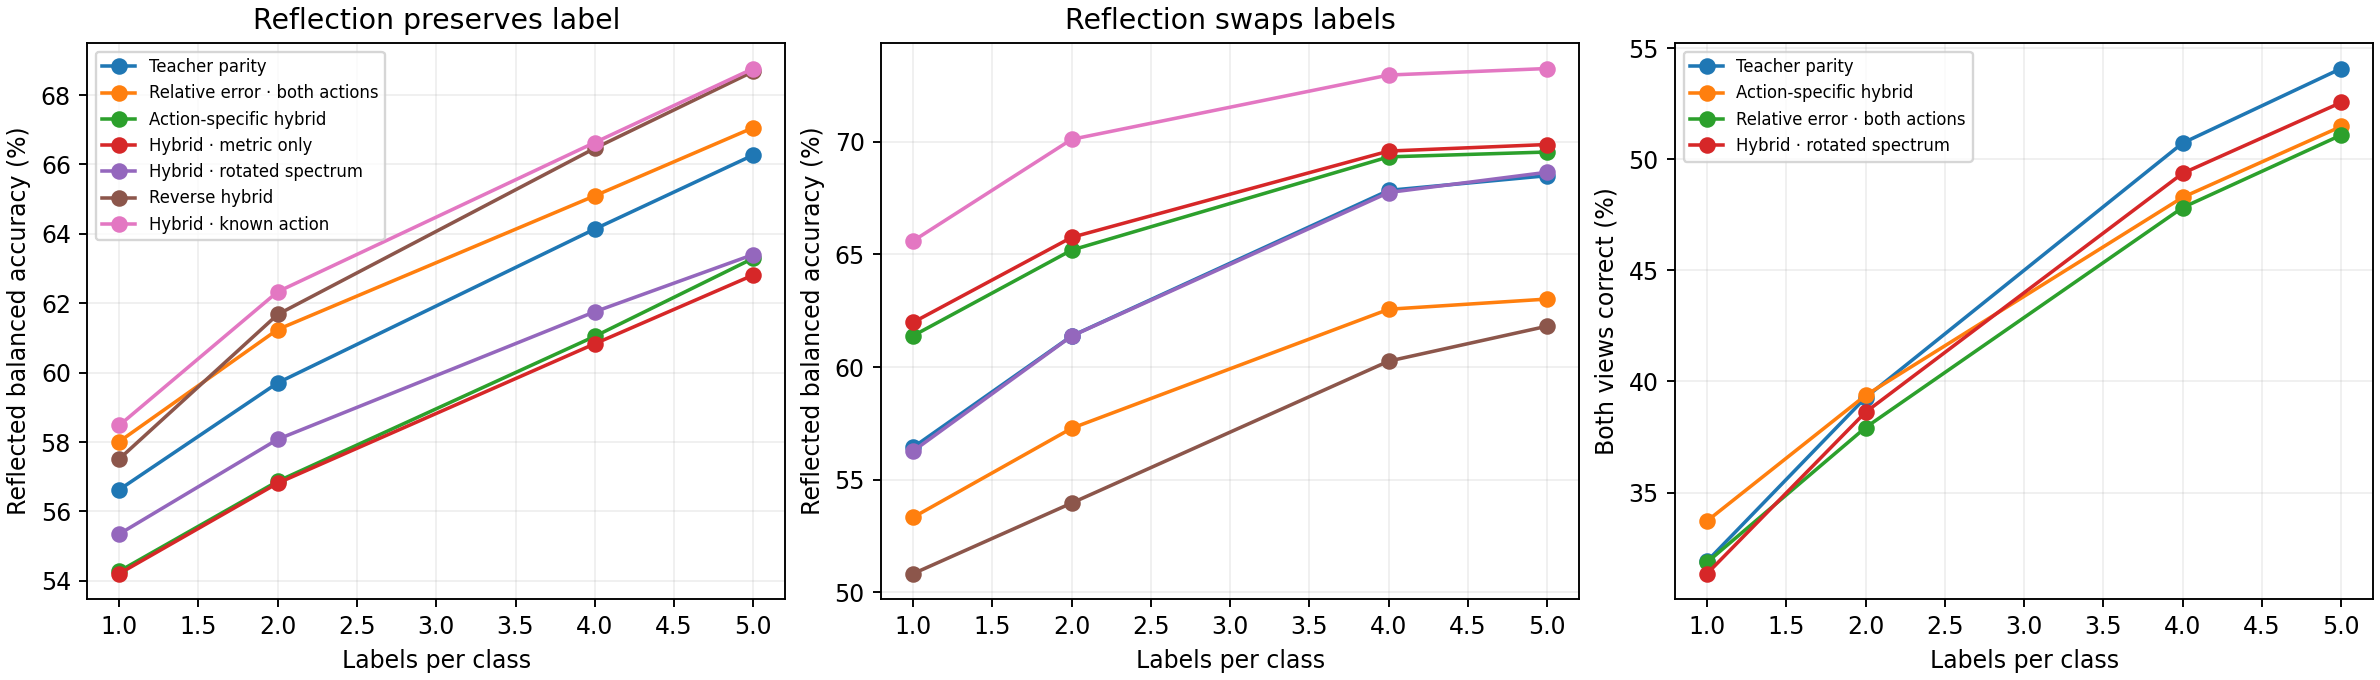 Reflection preserves label
Reflected balanced accuracy (%)
68
66
64
62
60
58
56
54
Teacher parity
Relative error · both actions
Action-specific hybrid
Hybrid · metric only
Hybrid · rotated spectrum
Reverse hybrid
Hybrid · known action
1.0 1.5 2.0 2.5 3.0 3.5 4.0 4.5 5.0
Labels per class
Reflection swaps labels
Reflected balanced accuracy (%)
70
65
60
55
50
1.0 1.5 2.0 2.5 3.0 3.5 4.0 4.5 5.0
Labels per class
Both views correct (%)
55
50
45
40
35
Teacher parity
Action-specific hybrid
Relative error · both actions
Hybrid · rotated spectrum
1.0 1.5 2.0 2.5 3.0 3.5 4.0 4.5 5.0
Labels per class